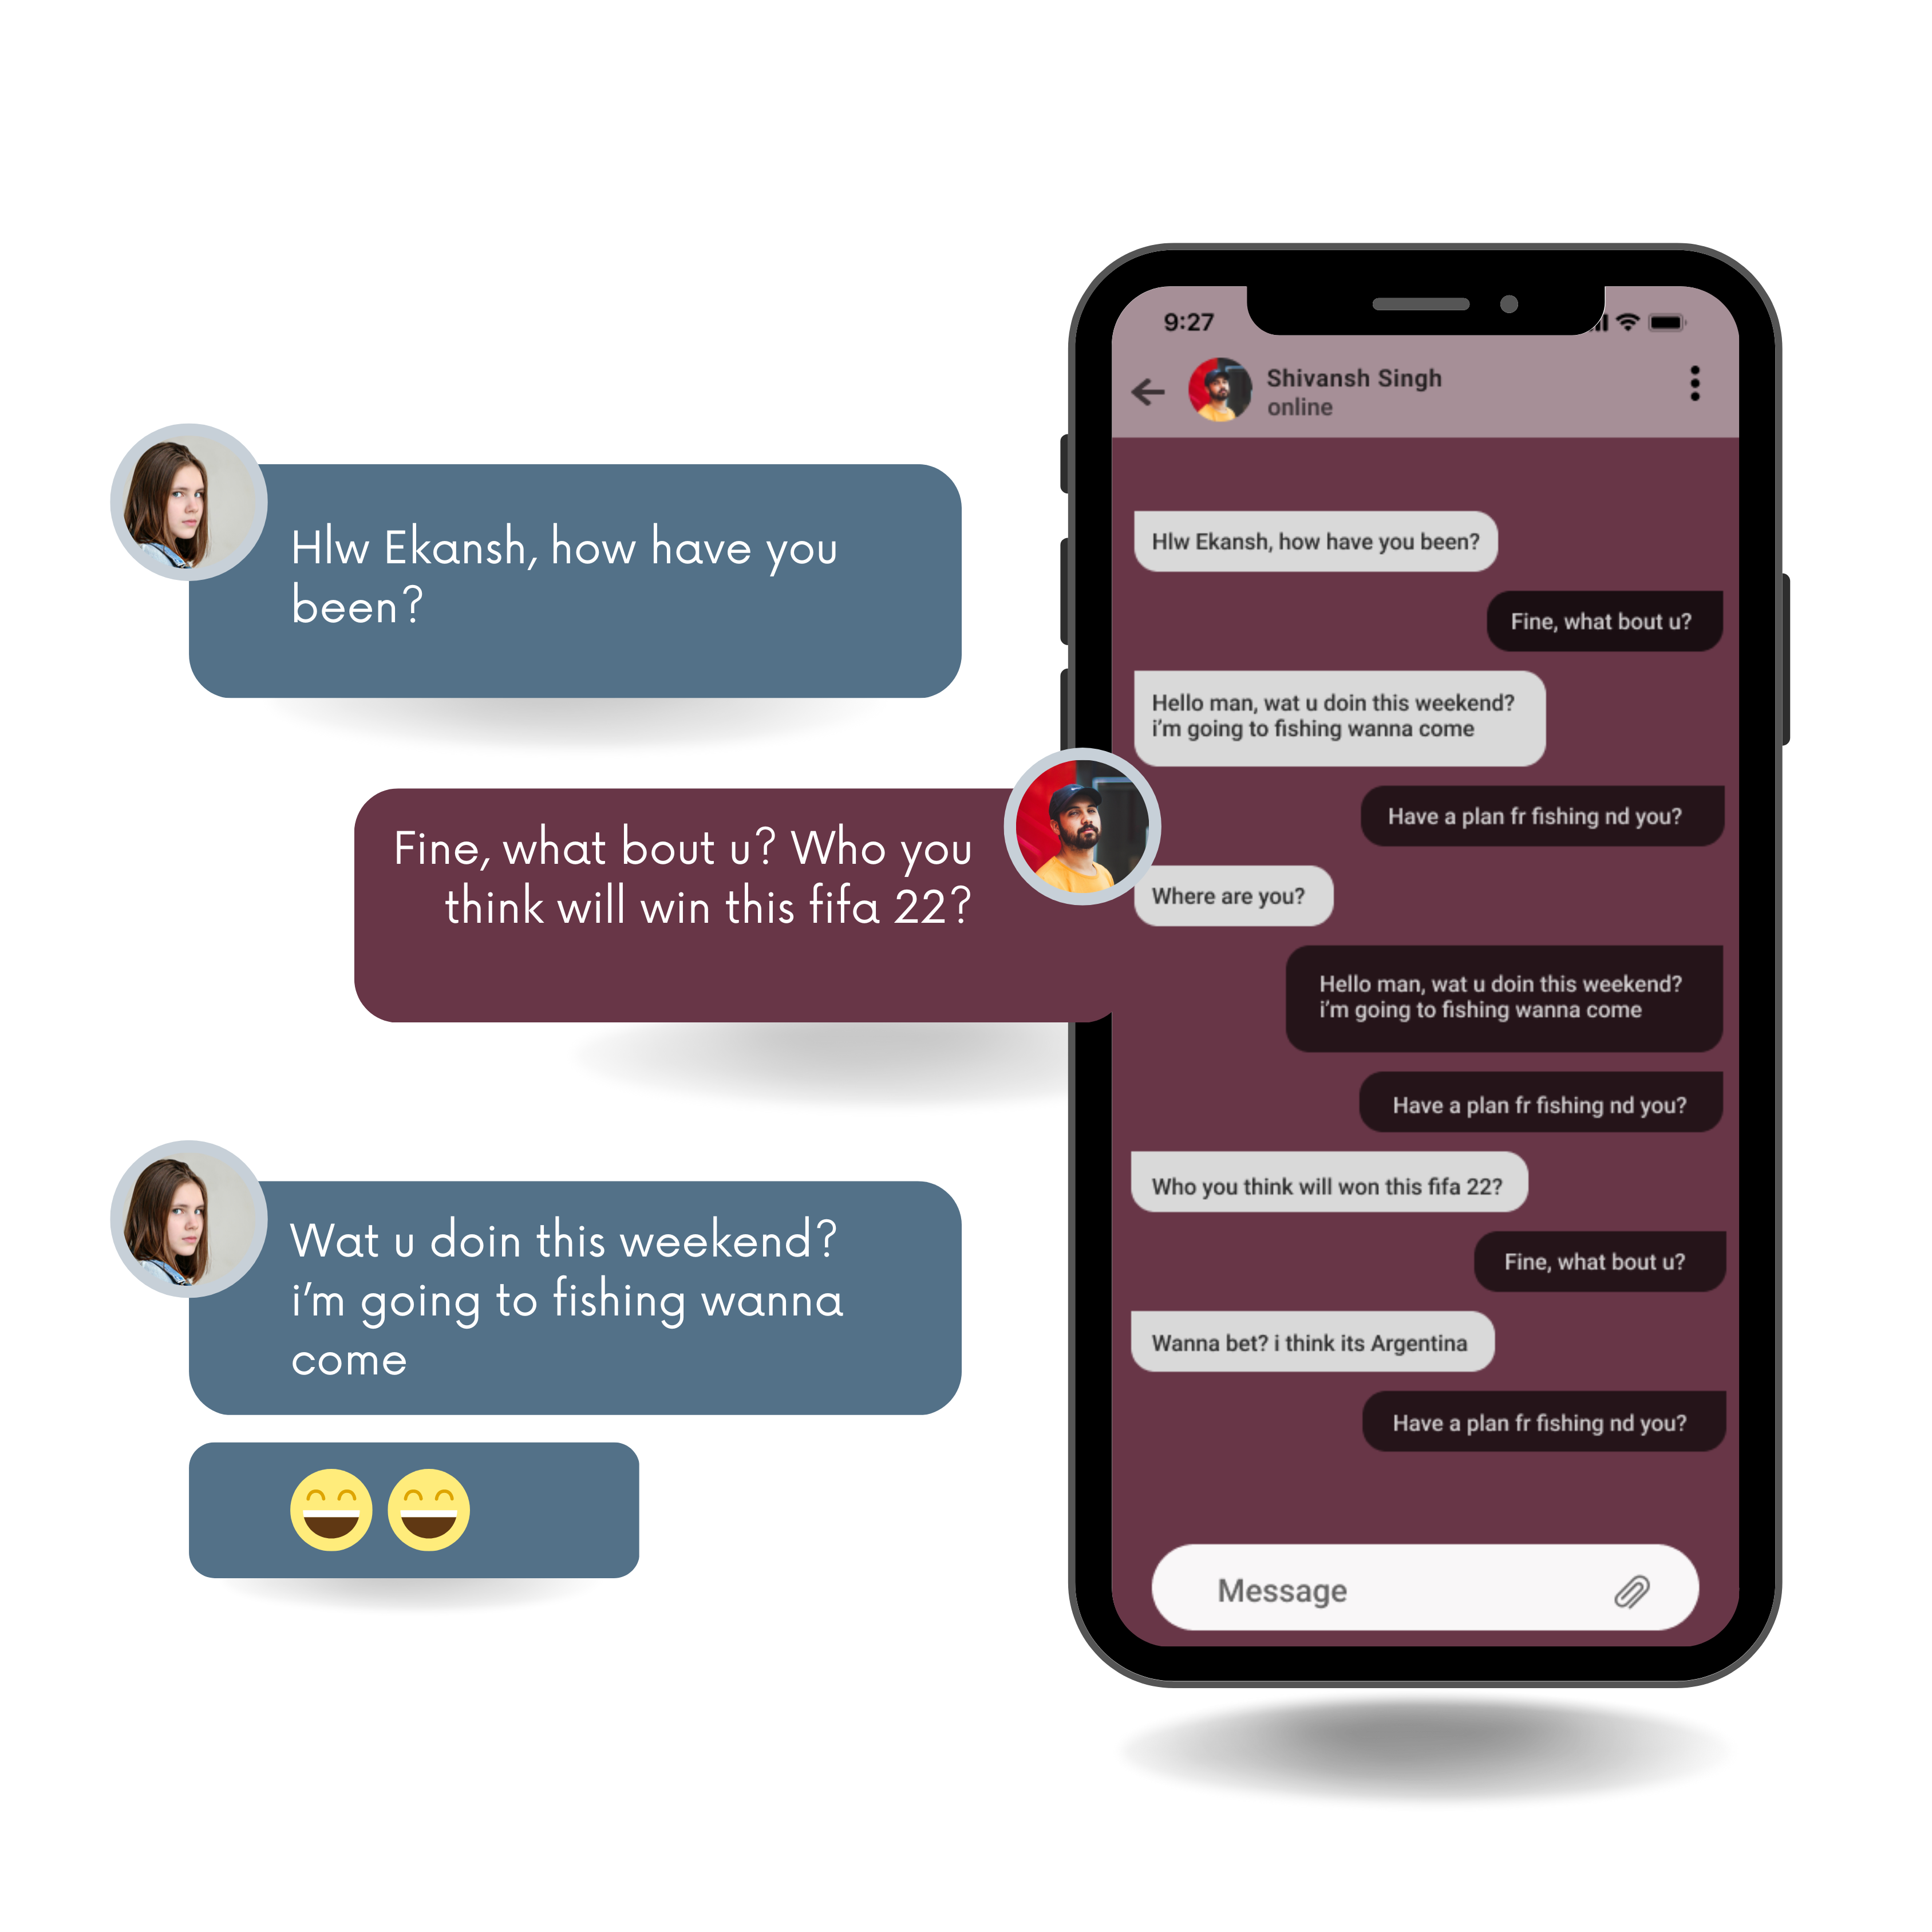 Hlw Ekansh, how have you
been?
Fine, what bout u? Who you
think will win this fifa 22?
Wat u doin this weekend?
i'm going to fishing wanna
come
9:27
Shivansh Singh
online
Hlw Ekansh, how have you been?
Fine, what bout u?
Hello man, wat u doin this weekend?
i'm going to fishing wanna come
Have a plan fr fishing nd you?
Where are you?
Hello man, wat u doin this weekend?
i'm going to fishing wanna come
Have a plan fr fishing nd you?
Who you think will won this fifa 22?
Fine, what bout u?
Wanna bet? i think its Argentina
Have a plan fr fishing nd you?
Message